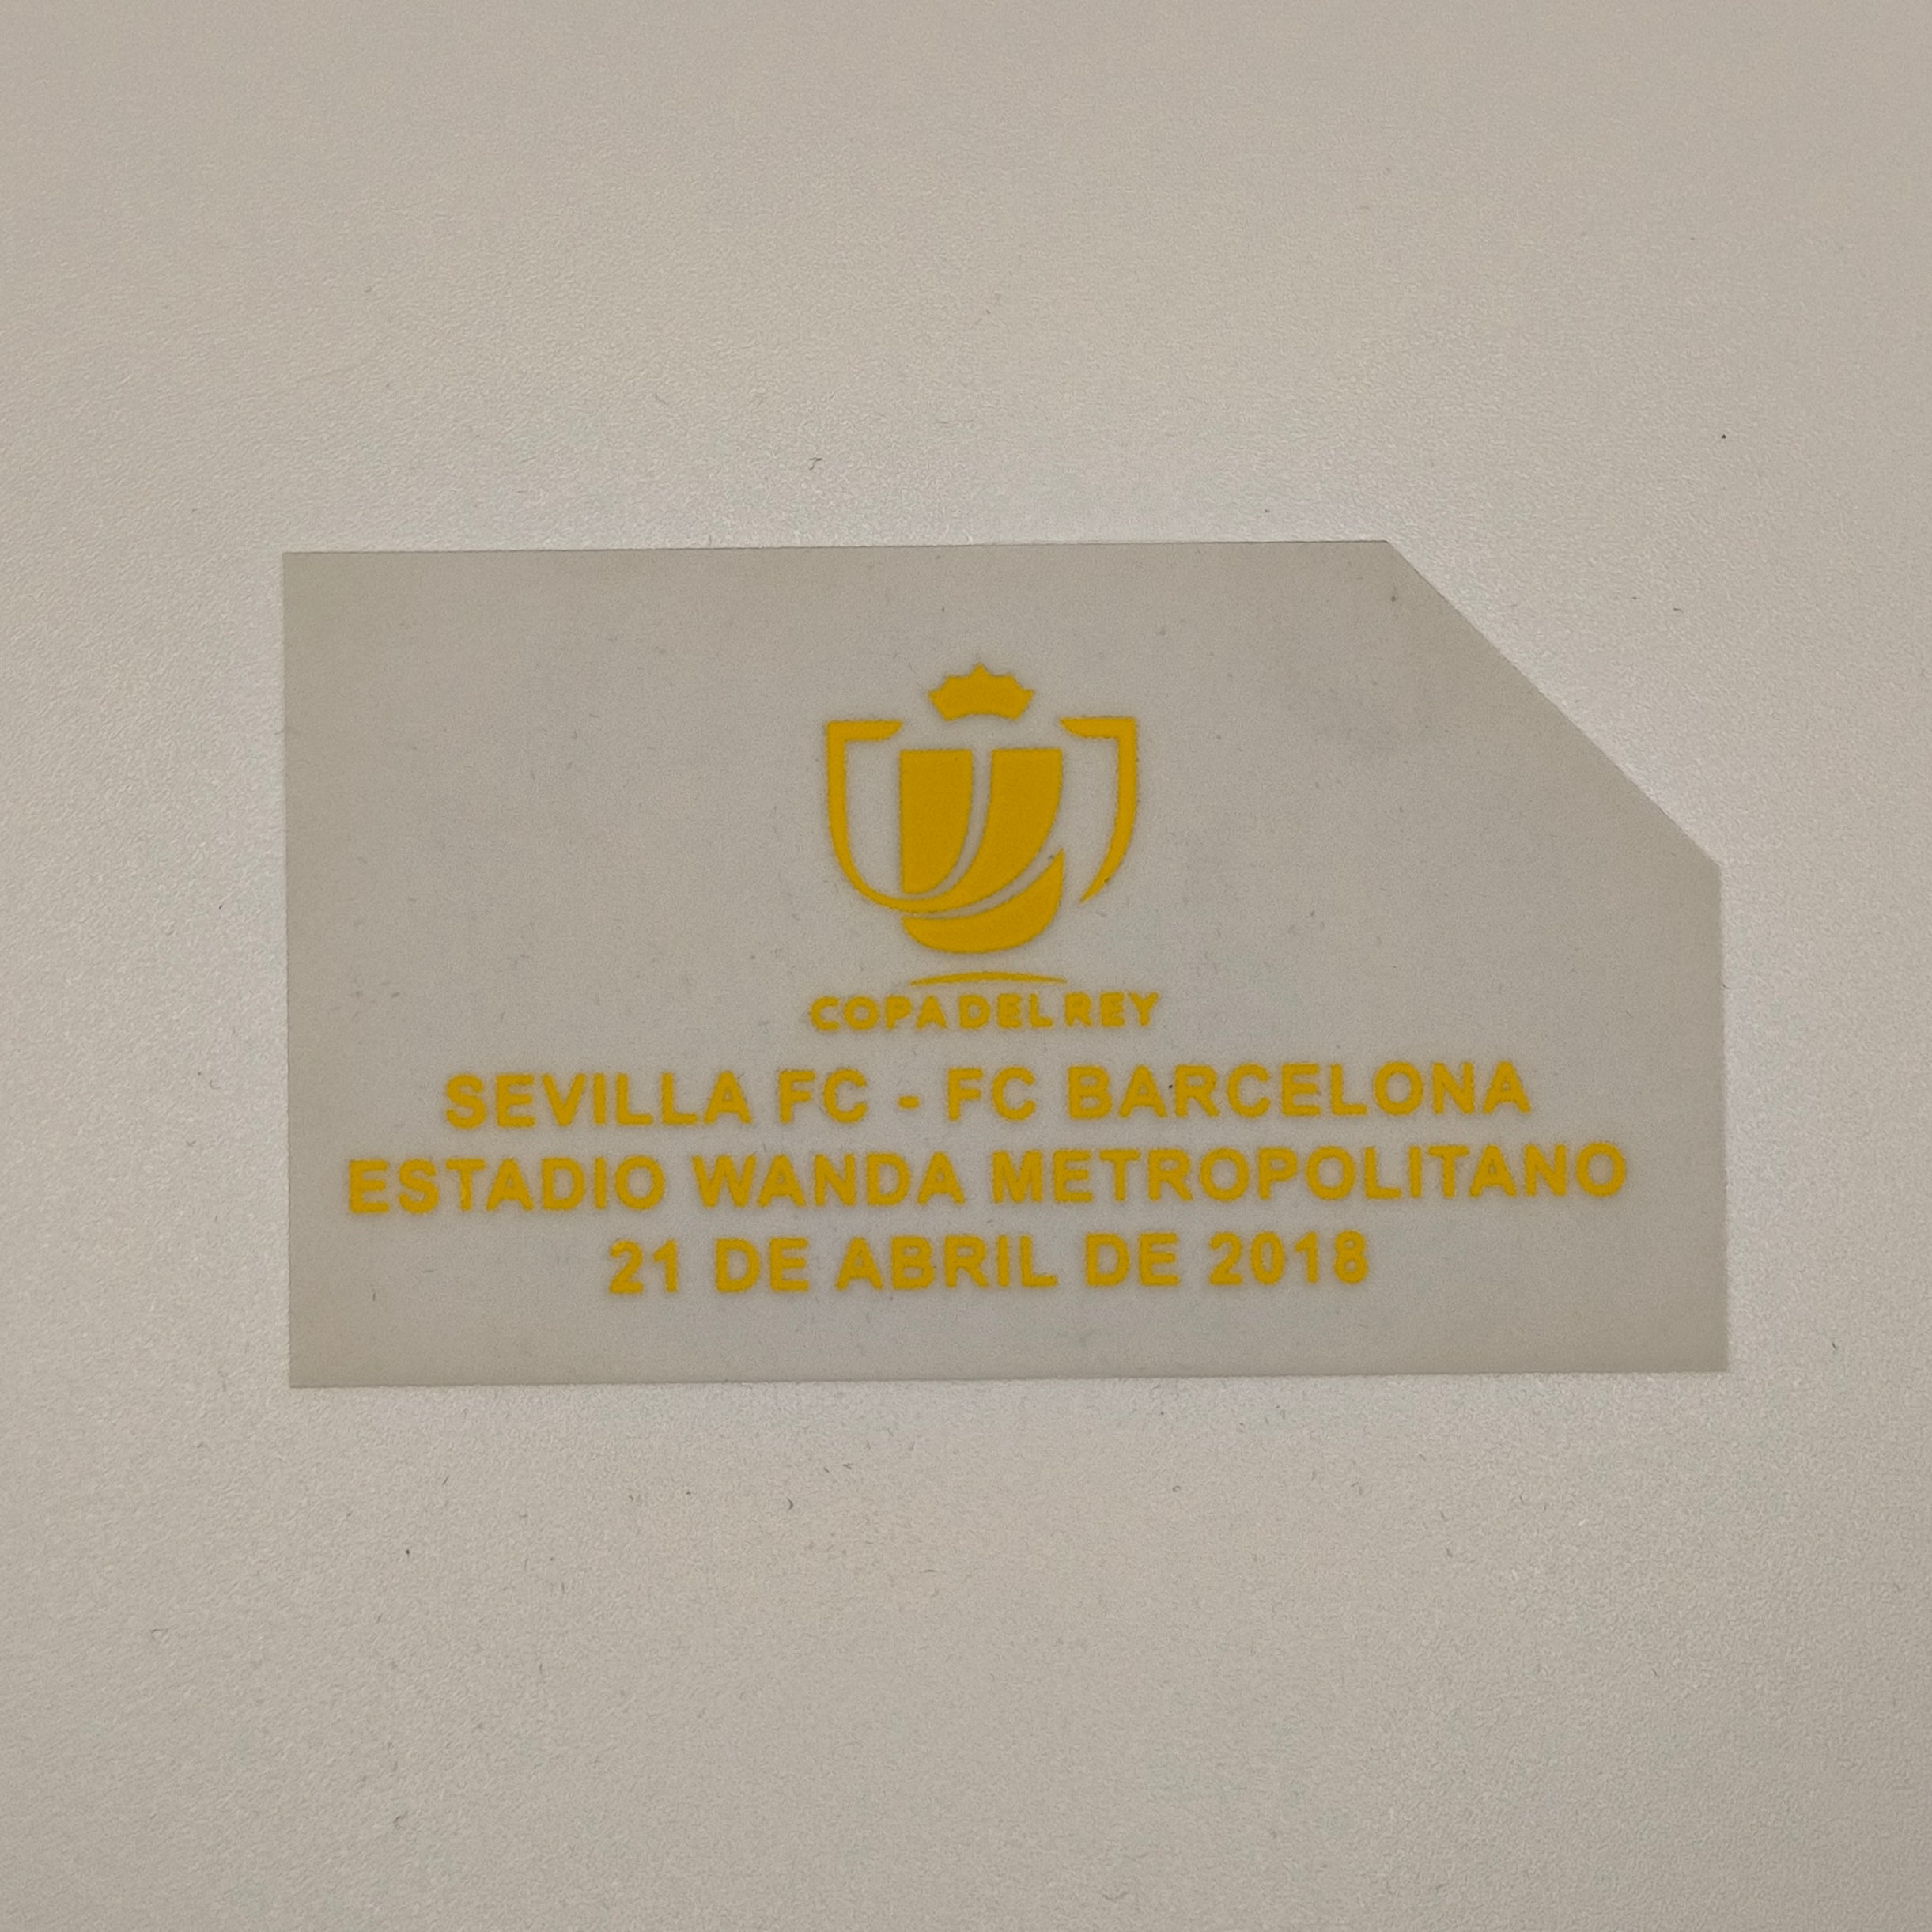 COPA DEL REY
SEVILLA FC - FC BARCELONA
ESTADIO WANDA METROPOLITANO
21 DE ABRIL DE 2018